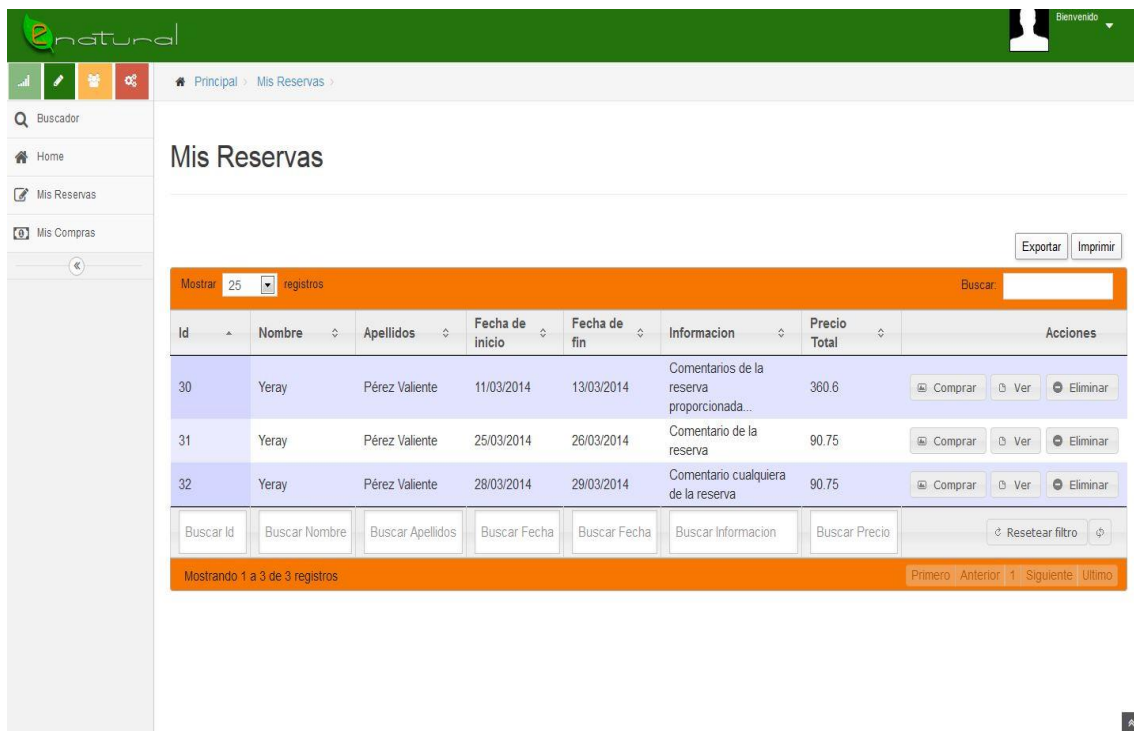 enatural
Bienvenido
Principal > Mis Reservas >
Buscador
Home
Mis Reservas
Mis Compras
Mis Reservas
Exportar Imprimir
Mostrar 25 registros Buscar:
Id Nombre Apellidos Fecha de inicio Fecha de fin Informacion Precio Total Acciones
30 Yeray Pérez Valiente 11/03/2014 13/03/2014 Comentarios de la reserva proporcionada... 360.6 Comprar Ver Eliminar
31 Yeray Pérez Valiente 25/03/2014 26/03/2014 Comentario de la reserva 90.75 Comprar Ver Eliminar
32 Yeray Pérez Valiente 28/03/2014 29/03/2014 Comentario cualquiera de la reserva 90.75 Comprar Ver Eliminar
Buscar Id Buscar Nombre Buscar Apellidos Buscar Fecha Buscar Fecha Buscar Informacion Buscar Precio Resetear filtro
Mostrando 1 a 3 de 3 registros Primero Anterior 1 Siguiente Ultimo